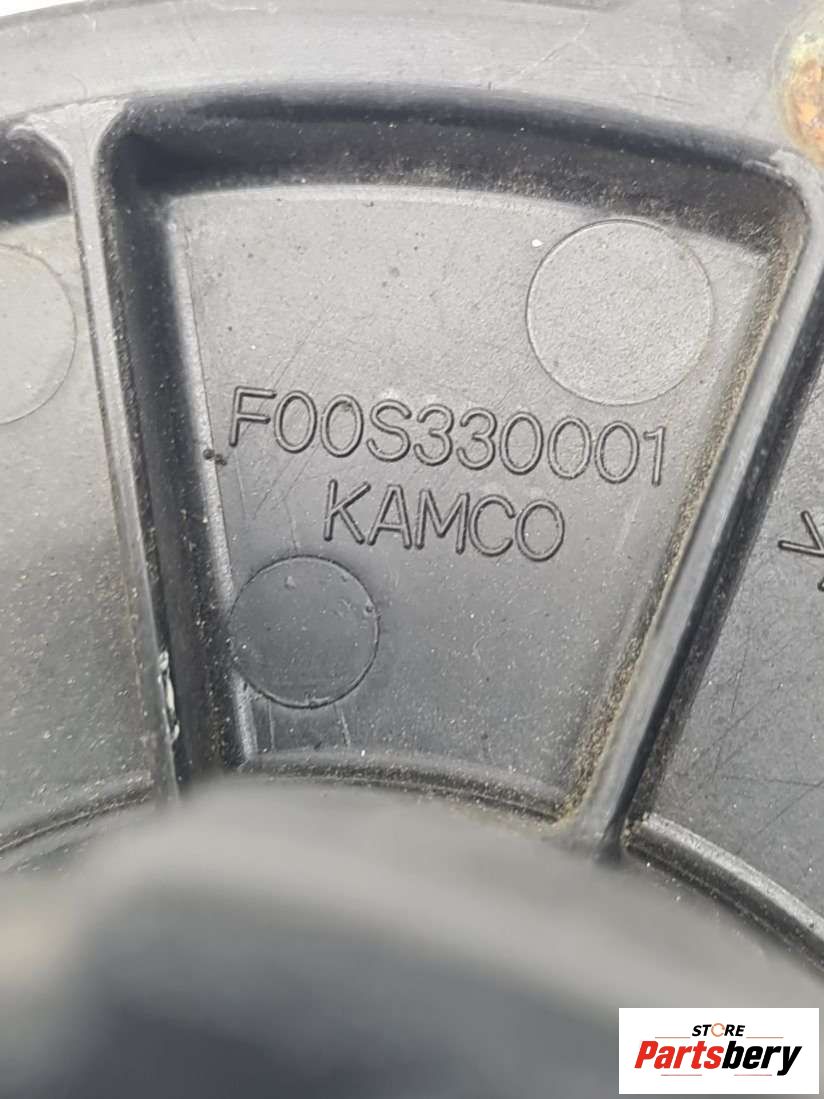 F00S330001
KAMCO
STORE
Partsbery